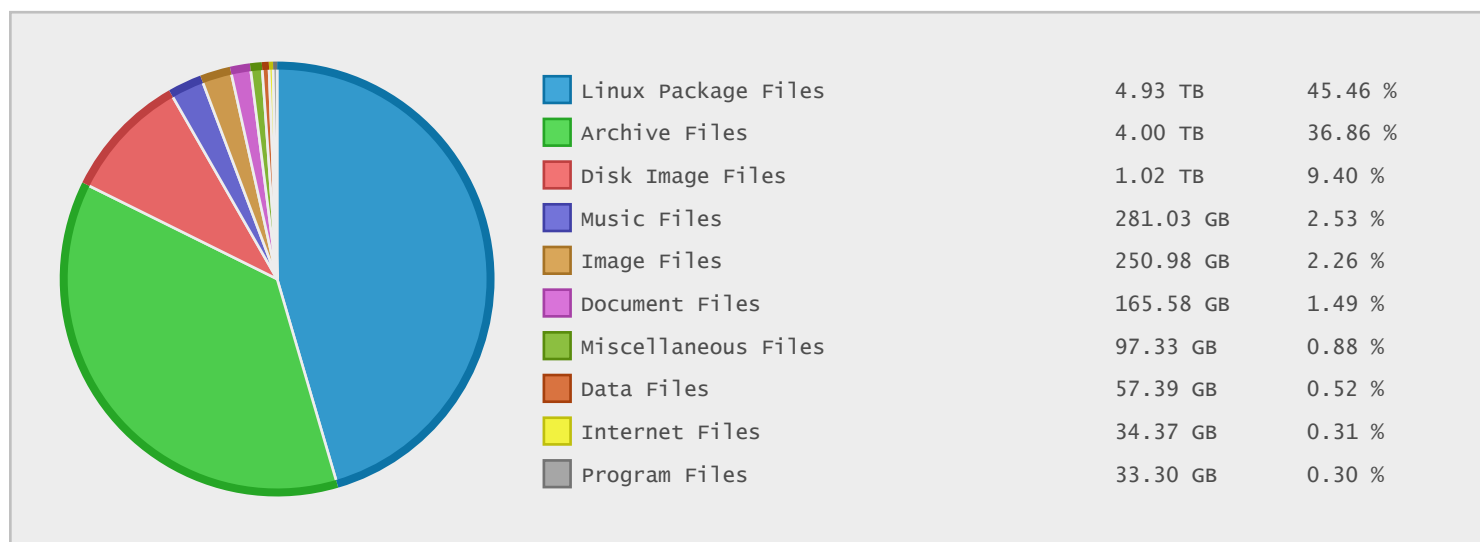 Linux Package Files 4.93 TB 45.46 %
Archive Files 4.00 TB 36.86 %
Disk Image Files 1.02 TB 9.40 %
Music Files 281.03 GB 2.53 %
Image Files 250.98 GB 2.26 %
Document Files 165.58 GB 1.49 %
Miscellaneous Files 97.33 GB 0.88 %
Data Files 57.39 GB 0.52 %
Internet Files 34.37 GB 0.31 %
Program Files 33.30 GB 0.30 %